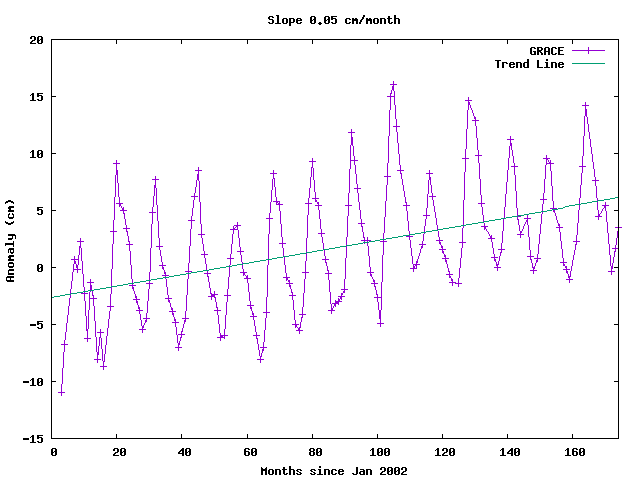 Slope 0.05 cm/month
GRACE
Trend Line
Anomaly (cm)
20
15
10
5
0
-5
-10
-15
0 20 40 60 80 100 120 140 160
Months since Jan 2002